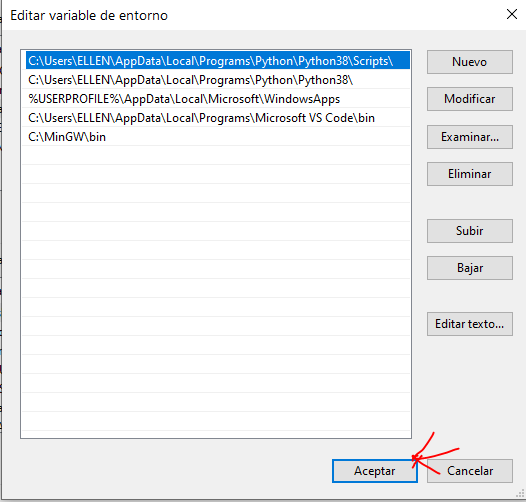 Editar variable de entorno
C:\Users\ELLEN\AppData\Local\Programs\Python\Python38\Scripts\
C:\Users\ELLEN\AppData\Local\Programs\Python\Python38\
%USERPROFILE%\AppData\Local\Microsoft\WindowsApps
C:\Users\ELLEN\AppData\Local\Programs\Microsoft VS Code\bin
C:\MinGW\bin
Nuevo
Modificar
Examinar...
Eliminar
Subir
Bajar
Editar texto...
Aceptar
Cancelar